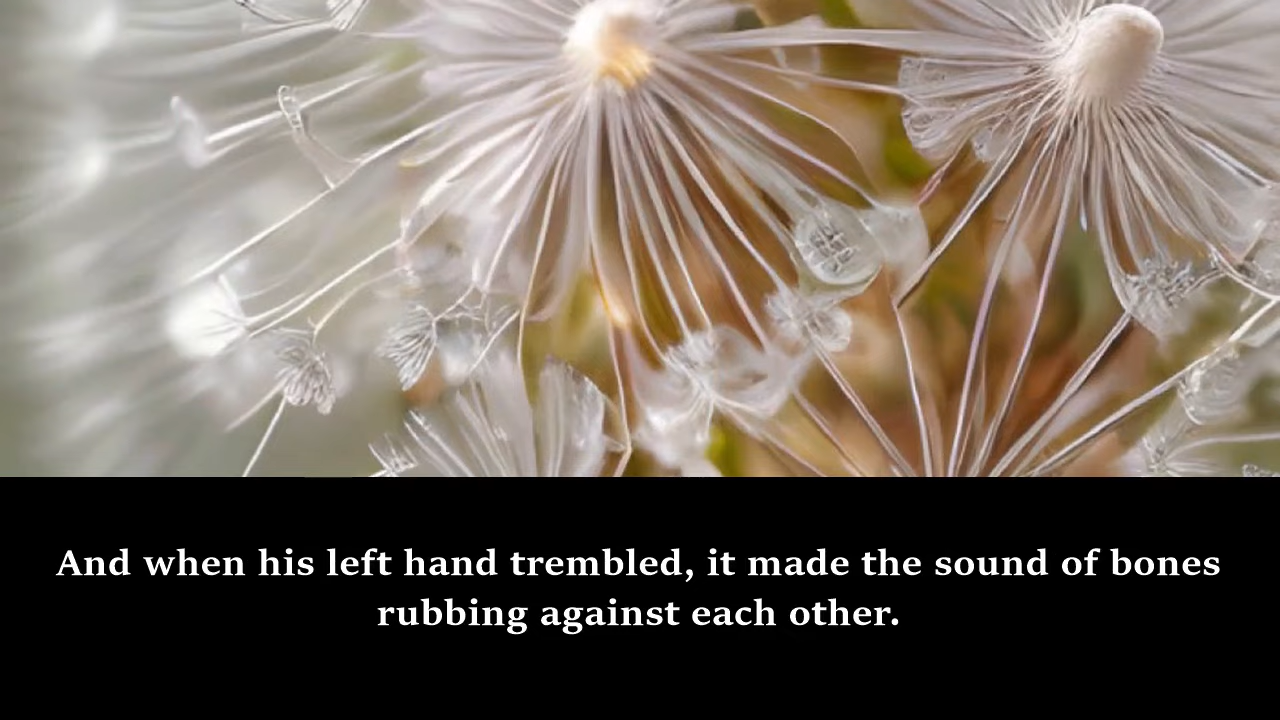 And when his left hand trembled, it made the sound of bones
rubbing against each other.